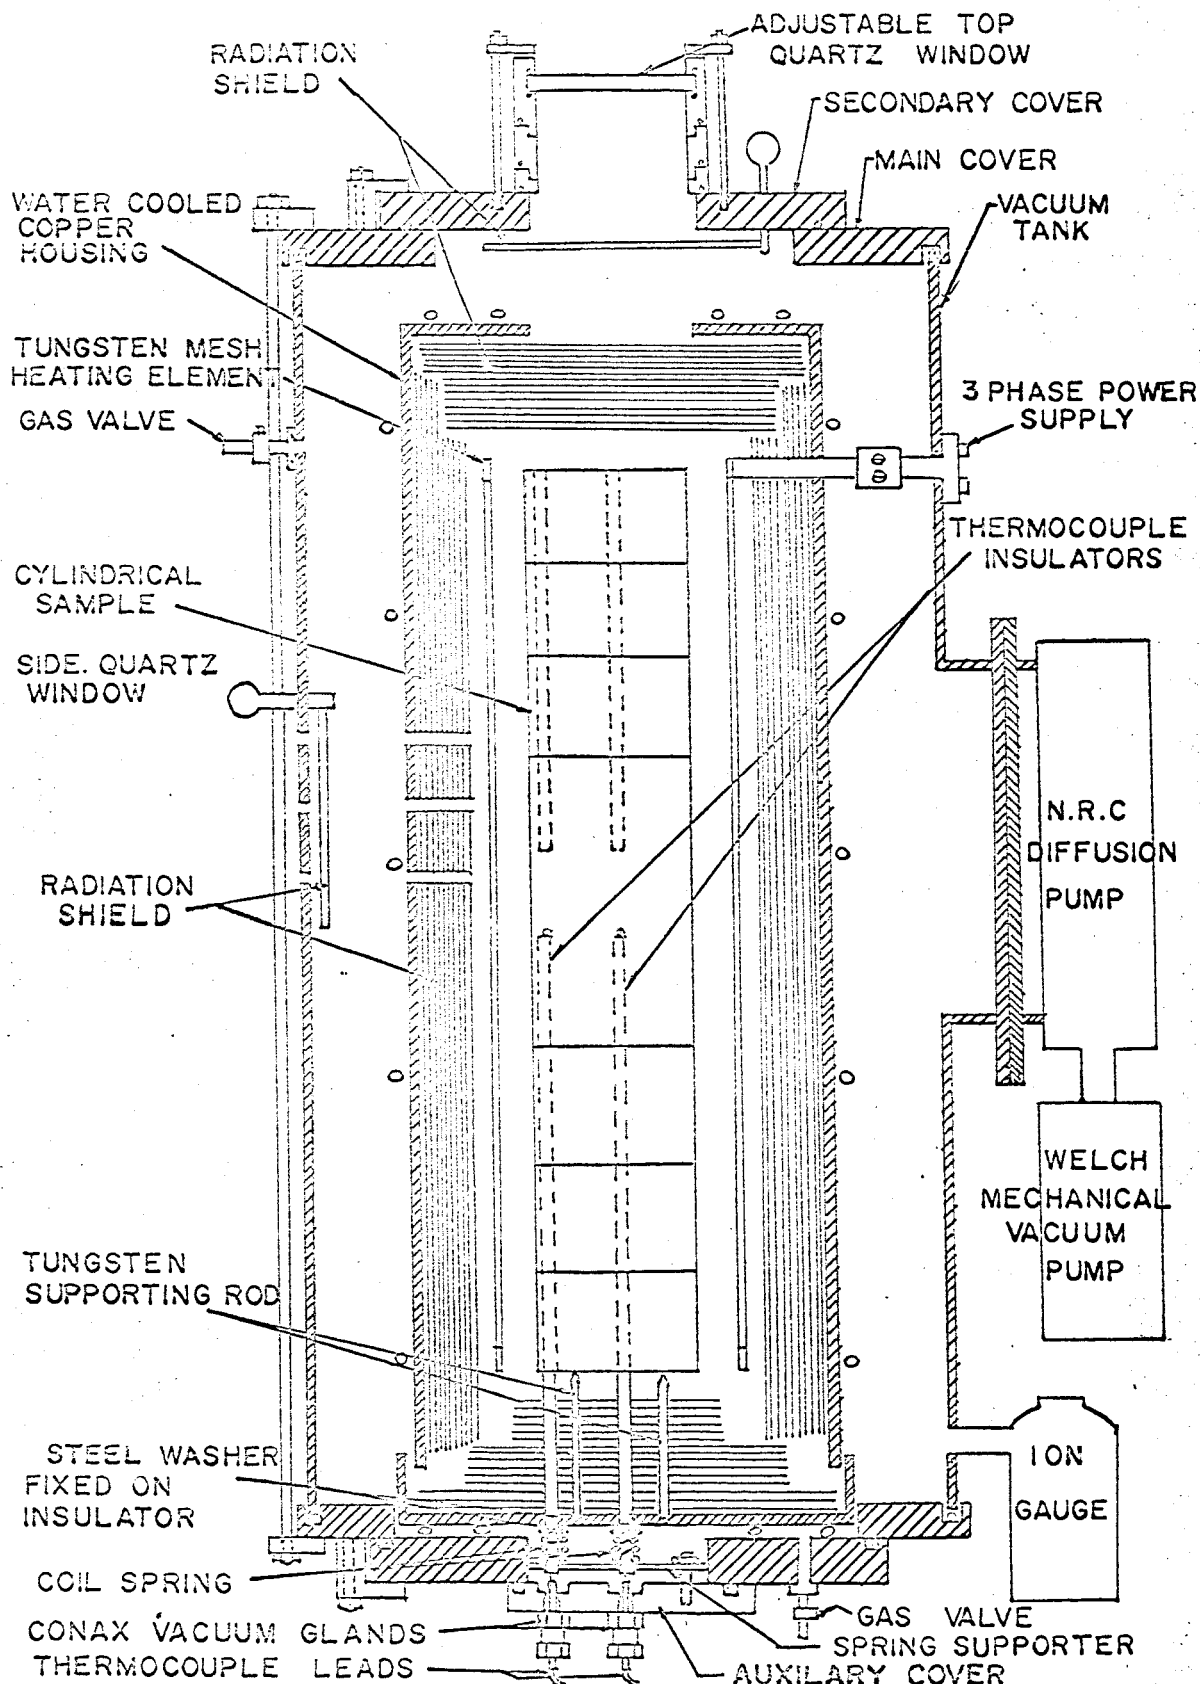 ADJUSTABLE TOP
QUARTZ WINDOW
RADIATION
SHIELD
SECONDARY COVER
MAIN COVER
VACUUM
TANK
WATER COOLED
COPPER
HOUSING
TUNGSTEN MESH
HEATING ELEMENT
GAS VALVE
3 PHASE POWER
SUPPLY
THERMOCOUPLE
INSULATORS
CYLINDRICAL
SAMPLE
SIDE. QUARTZ
WINDOW
N.R.C
DIFFUSION
PUMP
RADIATION
SHIELD
WELCH
MECHANICAL
VACUUM
PUMP
TUNGSTEN
SUPPORTING ROD
STEEL WASHER
FIXED ON
INSULATOR
ION
GAUGE
COIL SPRING
CONAX VACUUM GLANDS
THERMOCOUPLE LEADS
GAS VALVE
SPRING SUPPORTER
AUXILARY COVER